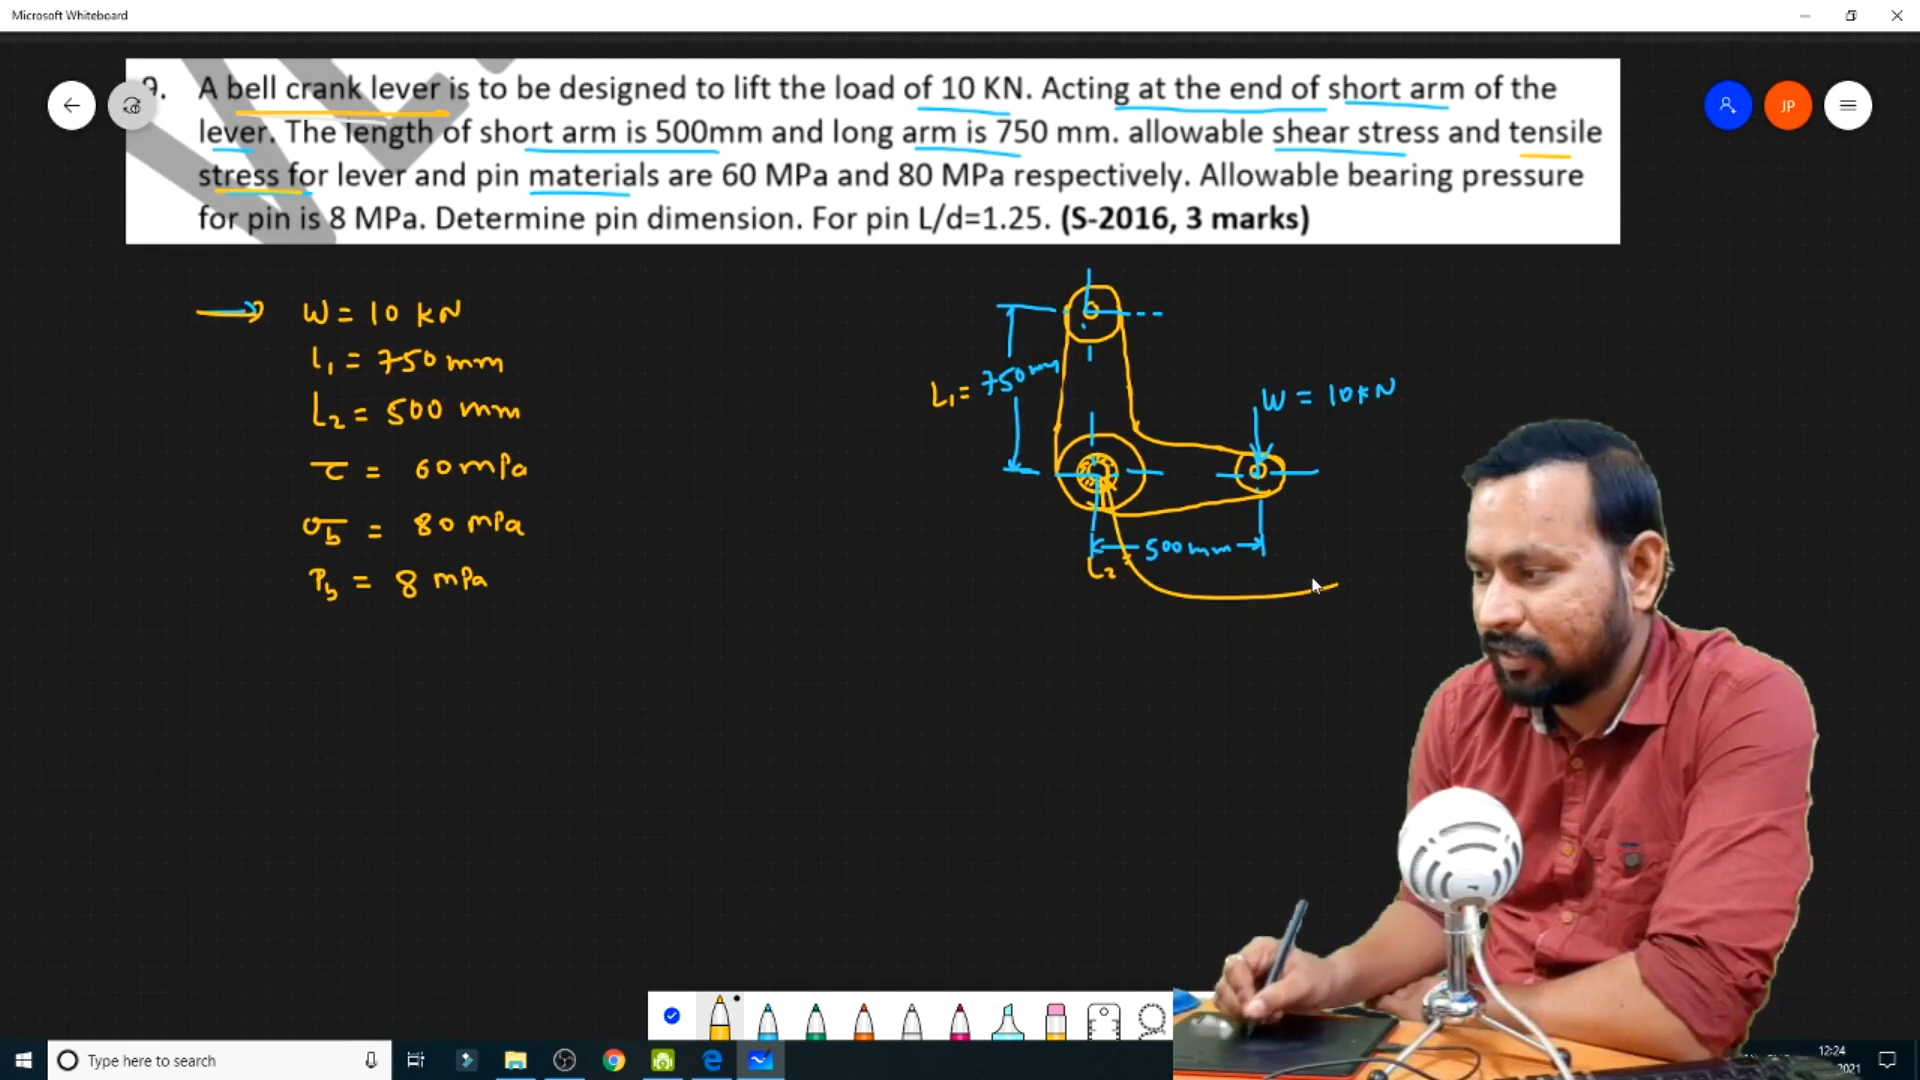 Microsoft Whiteboard
9. A bell crank lever is to be designed to lift the load of 10 KN. Acting at the end of short arm of the
lever. The length of short arm is 500mm and long arm is 750 mm. allowable shear stress and tensile
stress for lever and pin materials are 60 MPa and 80 MPa respectively. Allowable bearing pressure
for pin is 8 MPa. Determine pin dimension. For pin L/d=1.25. (S-2016, 3 marks)
JP
W = 10 kN
L1 = 750 mm
L2 = 500 mm
τ = 60 mPa
σb = 80 mPa
Pb = 8 mPa
L1 = 750mm
W = 10kN
500mm
L2 =
Type here to search
12:24
2021